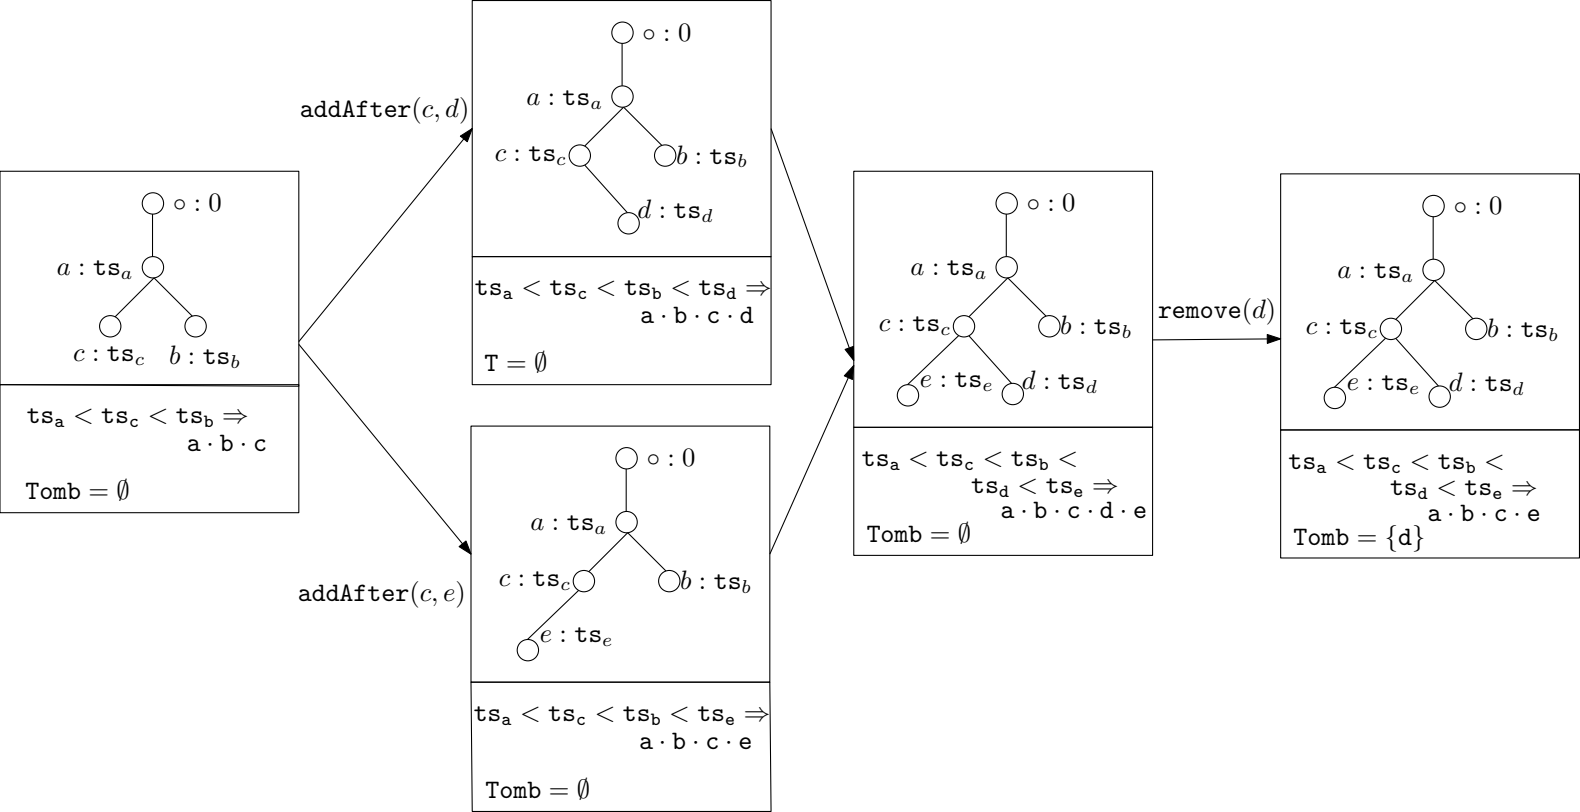 ∘ : 0
a : ts_a
c : ts_c b : ts_b
ts_a < ts_c < ts_b ⇒
a · b · c
Tomb = ∅
addAfter(c, d)
∘ : 0
a : ts_a
c : ts_c b : ts_b
d : ts_d
ts_a < ts_c < ts_b < ts_d ⇒
a · b · c · d
T = ∅
addAfter(c, e)
∘ : 0
a : ts_a
c : ts_c b : ts_b
e : ts_e
ts_a < ts_c < ts_b < ts_e ⇒
a · b · c · e
Tomb = ∅
∘ : 0
a : ts_a
c : ts_c b : ts_b
e : ts_e d : ts_d
ts_a < ts_c < ts_b <
ts_d < ts_e ⇒
a · b · c · d · e
Tomb = ∅
remove(d)
∘ : 0
a : ts_a
c : ts_c b : ts_b
e : ts_e d : ts_d
ts_a < ts_c < ts_b <
ts_d < ts_e ⇒
a · b · c · e
Tomb = {d}